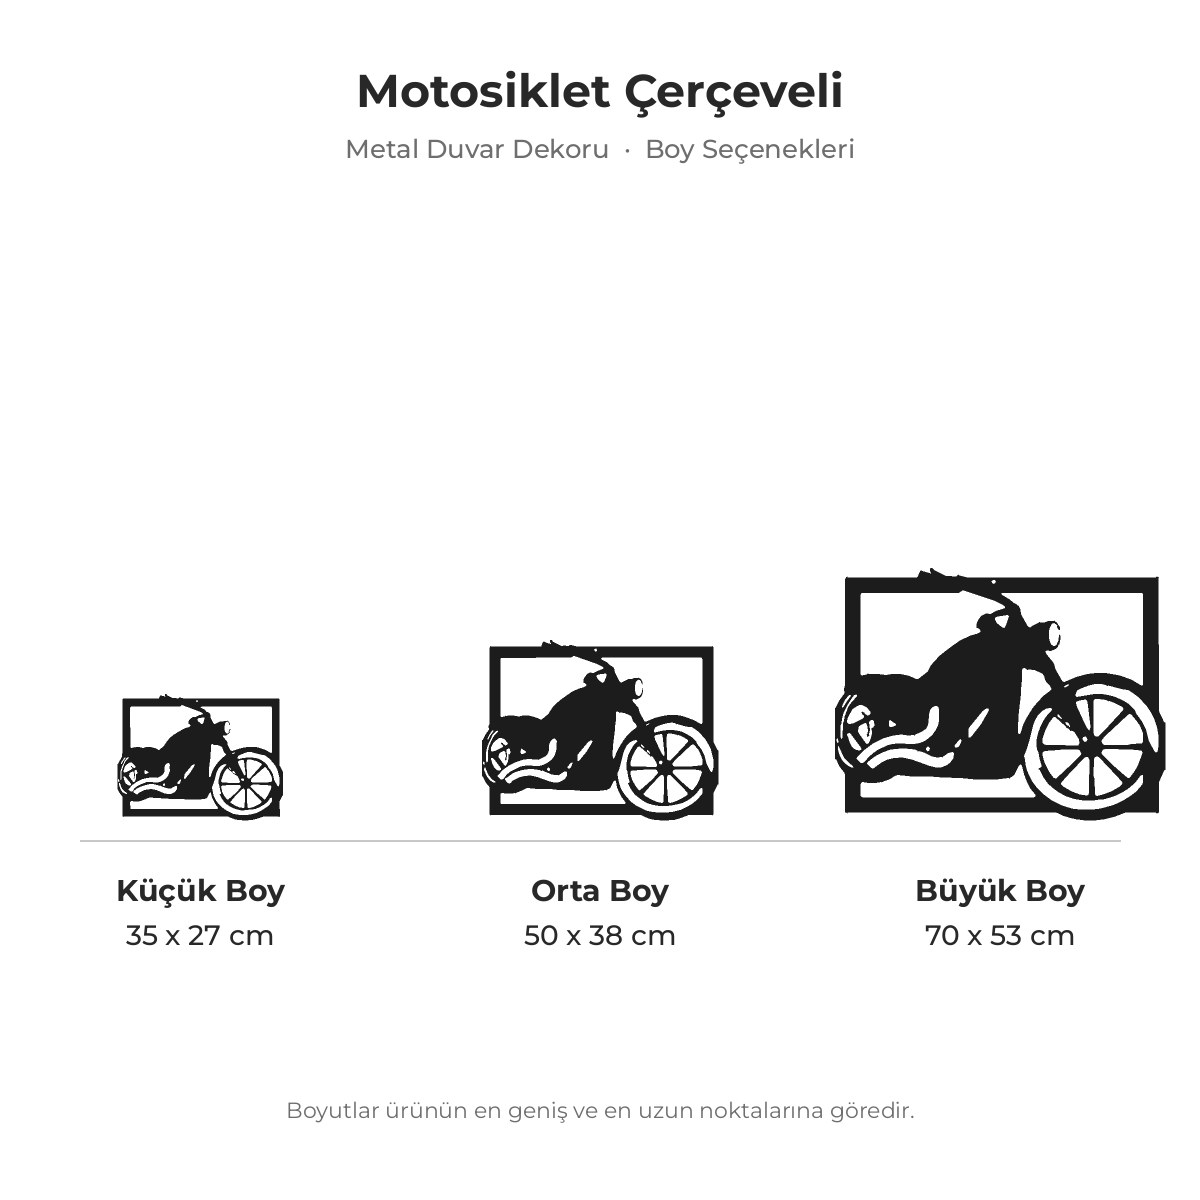 Motosiklet Çerçeveli
Metal Duvar Dekoru · Boy Seçenekleri
Küçük Boy
35 x 27 cm
Orta Boy
50 x 38 cm
Büyük Boy
70 x 53 cm
Boyutlar ürünün en geniş ve en uzun noktalarına göredir.